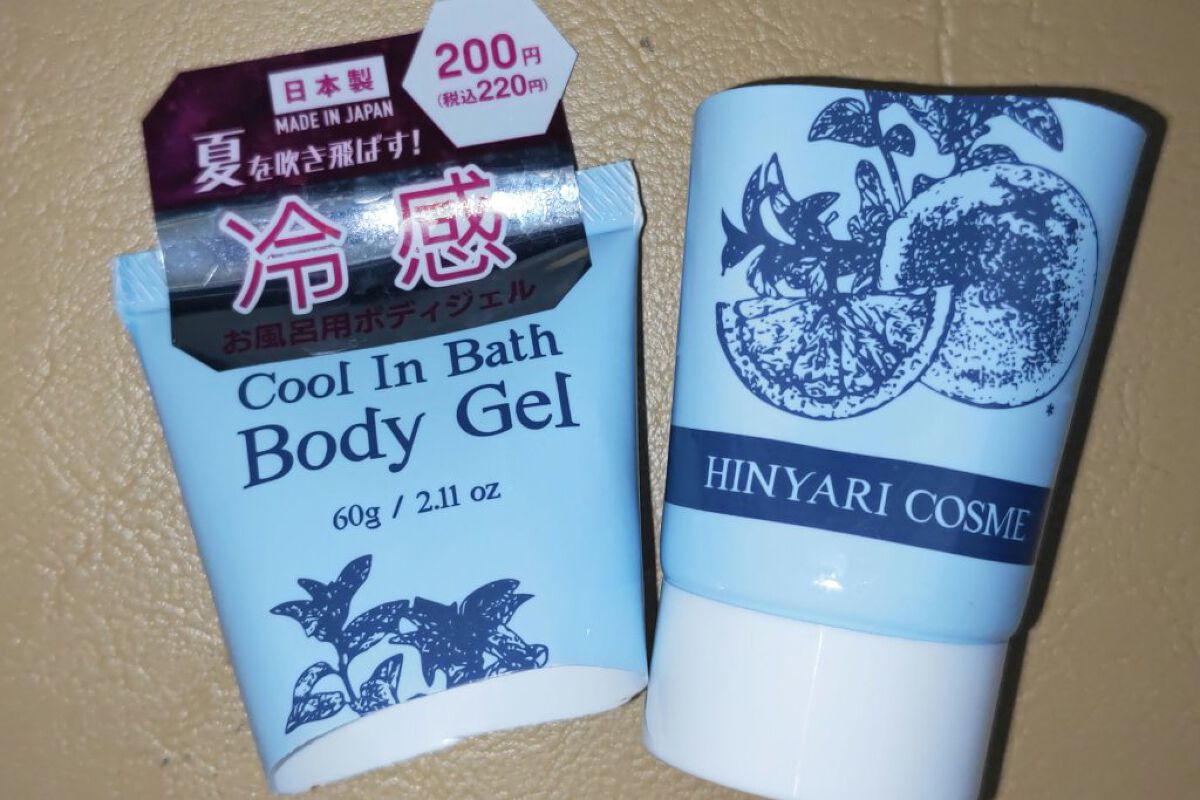 200円
(税込220円)
日本製
MADE IN JAPAN
夏を吹き飛ばす!
冷感
お風呂用ボディジェル
Cool In Bath
Body Gel
60g / 2.11 oz
*
HINYARI COSME